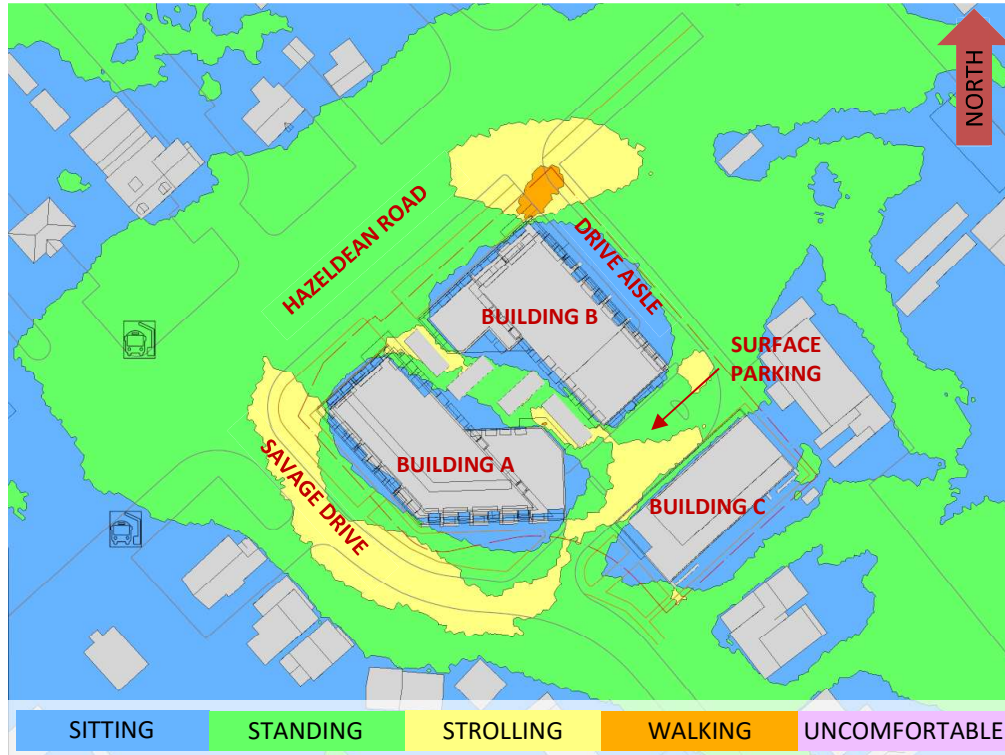 NORTH
HAZELDEAN ROAD
DRIVE AISLE
BUILDING B
SURFACE
PARKING
BUILDING A
SAVAGE DRIVE
BUILDING C
SITTING
STANDING
STROLLING
WALKING
UNCOMFORTABLE